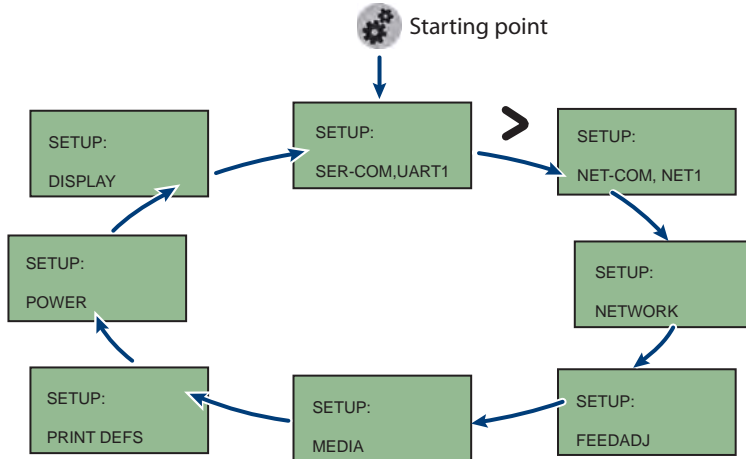 Starting point
SETUP:
SER-COM,UART1
>
SETUP:
NET-COM, NET1
SETUP:
NETWORK
SETUP:
FEEDADJ
SETUP:
MEDIA
SETUP:
PRINT DEFS
SETUP:
POWER
SETUP:
DISPLAY